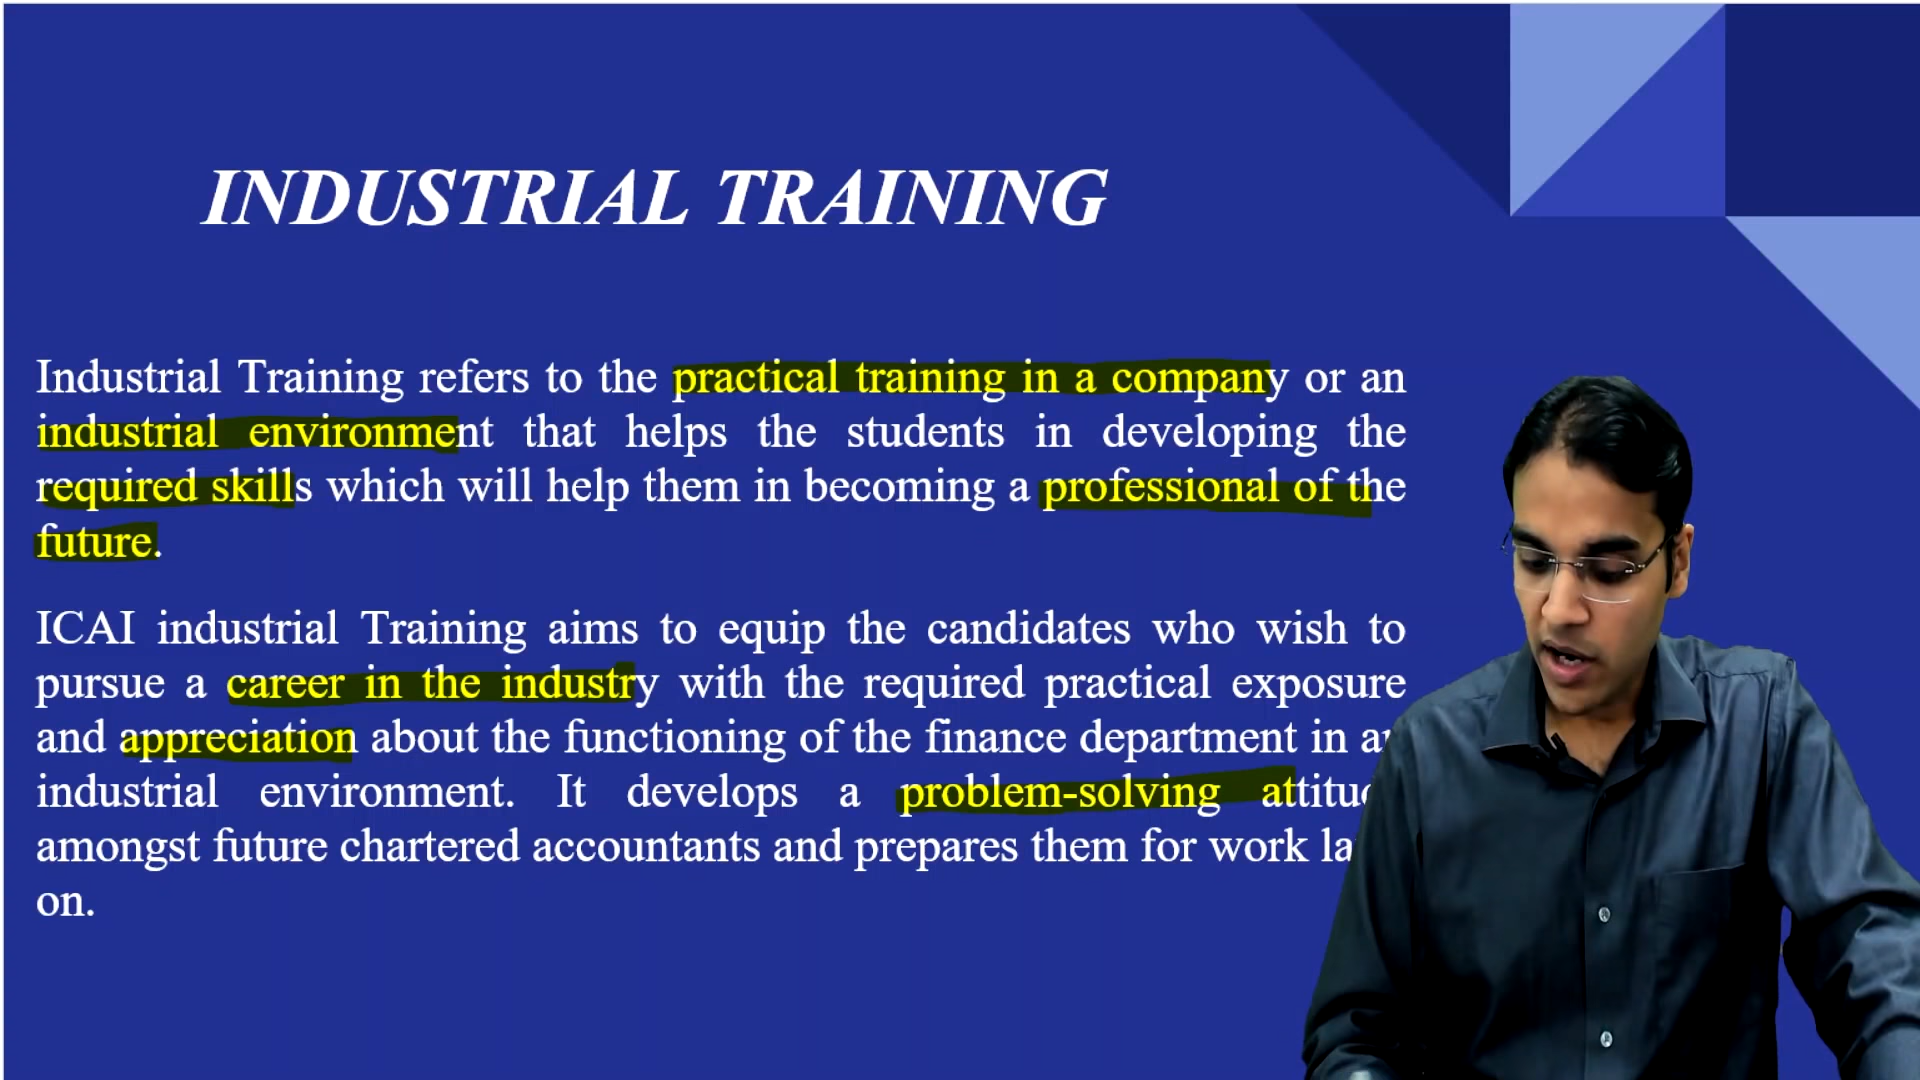 INDUSTRIAL TRAINING
Industrial Training refers to the practical training in a company or an
industrial environment that helps the students in developing the
required skills which will help them in becoming a professional of the
future.
ICAI industrial Training aims to equip the candidates who wish to
pursue a career in the industry with the required practical exposure
and appreciation about the functioning of the finance department in
industrial environment. It develops a problem-solving
amongst future chartered accountants and prepares them for work
on.